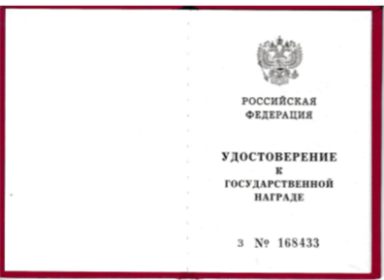 РОССИЙСКАЯ
ФЕДЕРАЦИЯ
УДОСТОВЕРЕНИЕ
К
ГОСУДАРСТВЕННОЙ
НАГРАДЕ
З № 168433